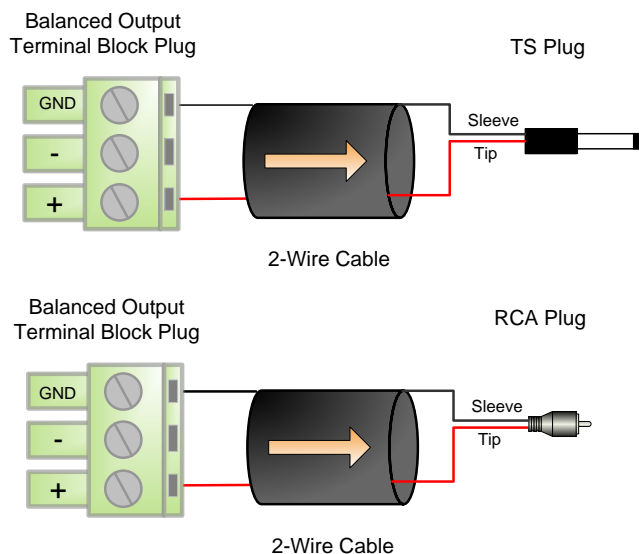 Balanced Output
Terminal Block Plug
TS Plug
GND
-
+
Sleeve
Tip
2-Wire Cable
Balanced Output
Terminal Block Plug
RCA Plug
GND
-
+
Sleeve
Tip
2-Wire Cable